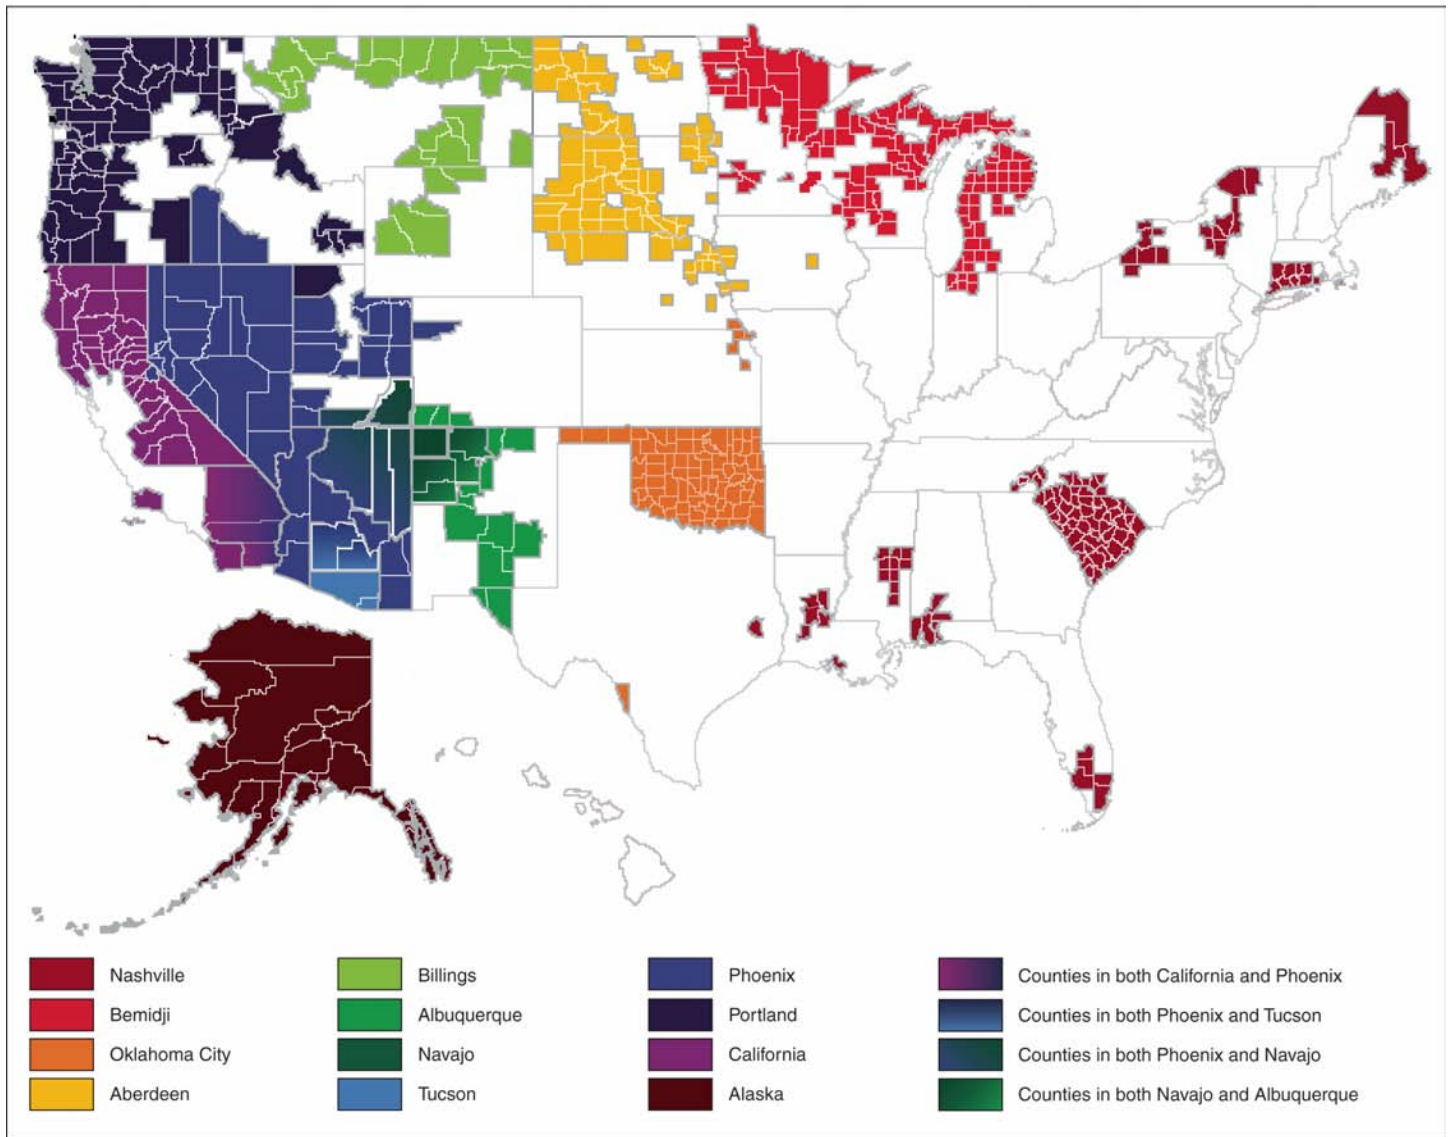 Nashville
Bemidji
Oklahoma City
Aberdeen
Billings
Albuquerque
Navajo
Tucson
Phoenix
Portland
California
Alaska
Counties in both California and Phoenix
Counties in both Phoenix and Tucson
Counties in both Phoenix and Navajo
Counties in both Navajo and Albuquerque